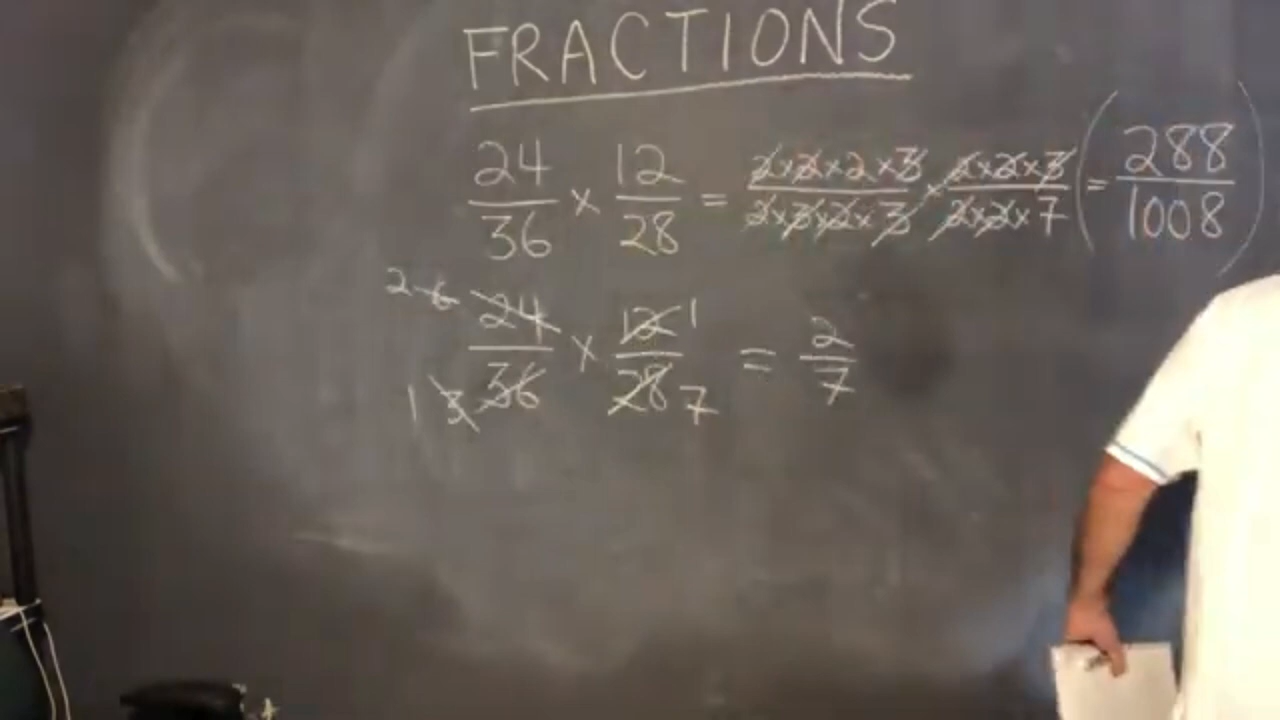 FRACTIONS
24/36 × 12/28 = 2×2×2×3/2×3×2×3 × 2×2×3/2×2×7 (= 288/1008)
2 6 24/36 1 3 × 12/28 1 7 = 2/7